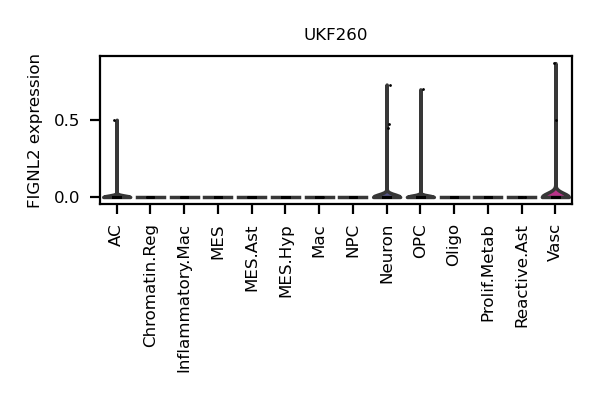 UKF260
FIGNL2 expression
0.5
0.0
AC
Chromatin.Reg
Inflammatory.Mac
MES
MES.Ast
MES.Hyp
Mac
NPC
Neuron
OPC
Oligo
Prolif.Metab
Reactive.Ast
Vasc